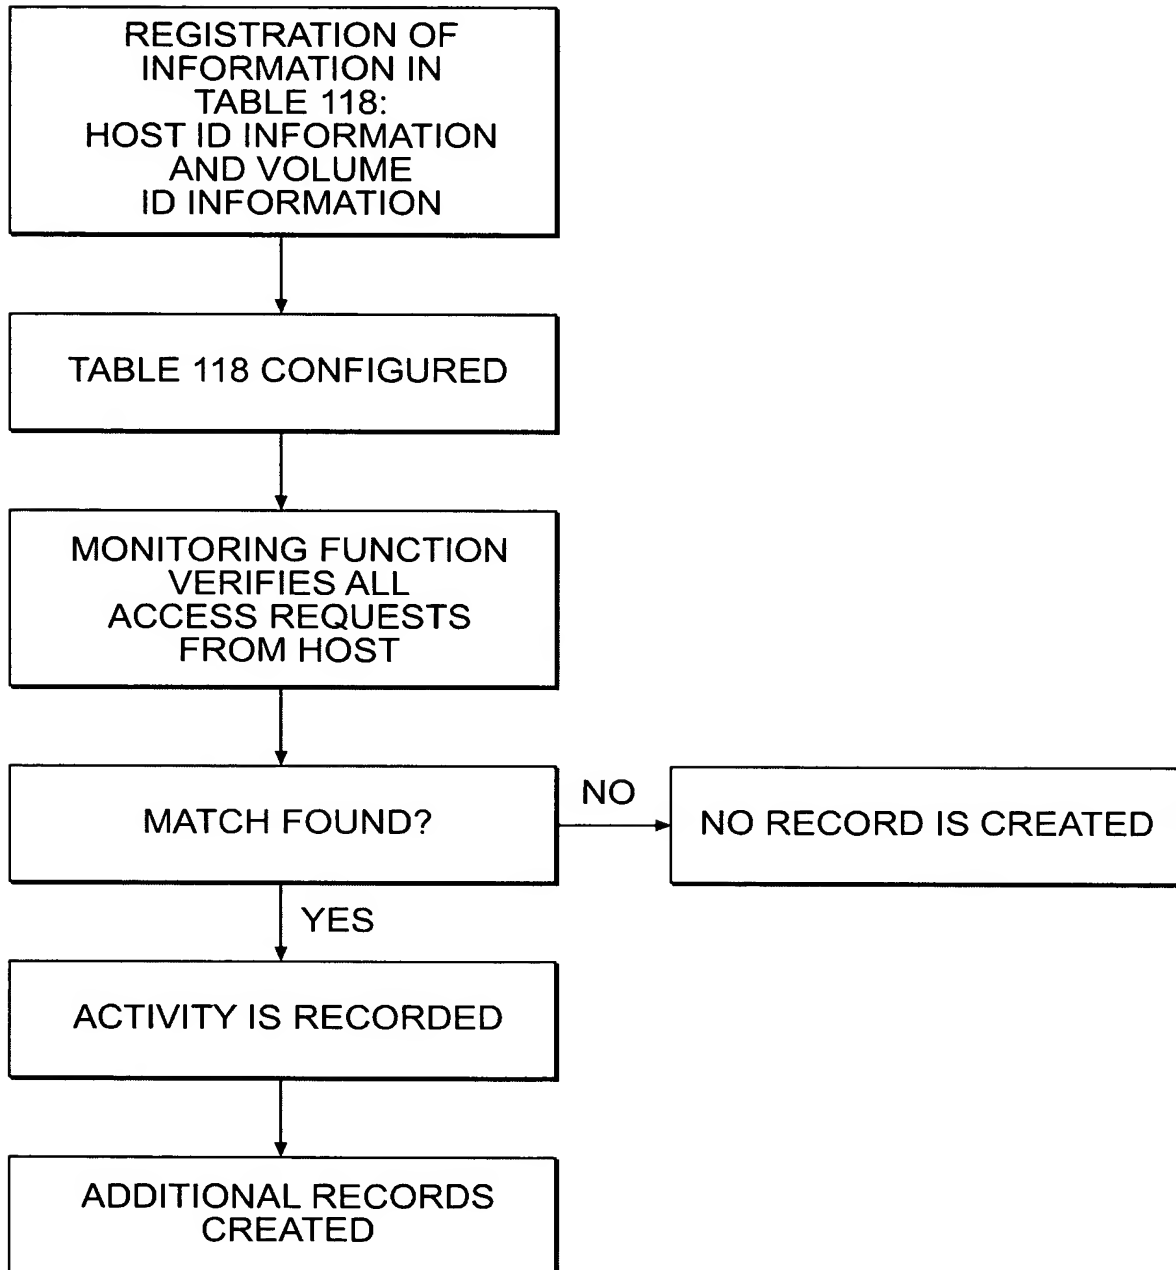 REGISTRATION OF
INFORMATION IN
TABLE 118:
HOST ID INFORMATION
AND VOLUME
ID INFORMATION
TABLE 118 CONFIGURED
MONITORING FUNCTION
VERIFIES ALL
ACCESS REQUESTS
FROM HOST
MATCH FOUND?
NO
NO RECORD IS CREATED
YES
ACTIVITY IS RECORDED
ADDITIONAL RECORDS
CREATED